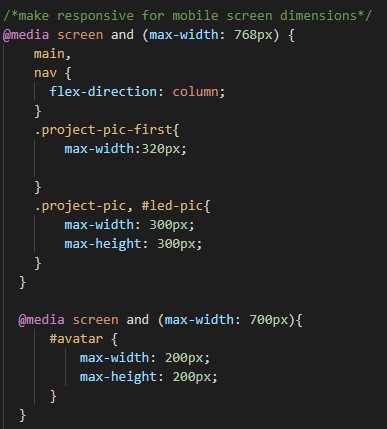 /*make responsive for mobile screen dimensions*/
@media screen and (max-width: 768px) {
main,
nav {
flex-direction: column;
}
.project-pic-first{
max-width:320px;
}
.project-pic, #led-pic{
max-width: 300px;
max-height: 300px;
}
}
@media screen and (max-width: 700px){
#avatar {
max-width: 200px;
max-height: 200px;
}
}